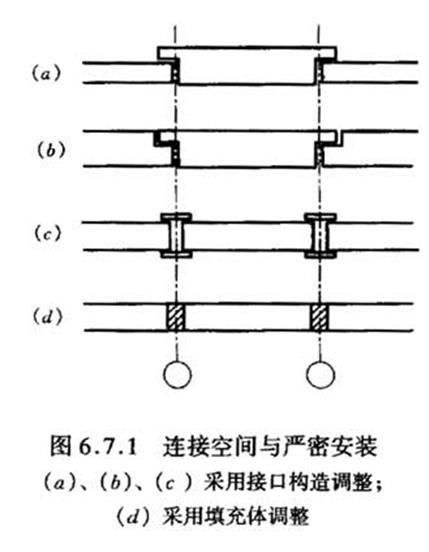 (a)
(b)
(c)
(d)
图 6.7.1 连接空间与严密安装
(a)、(b)、(c) 采用接口构造调整;
(d) 采用填充体调整